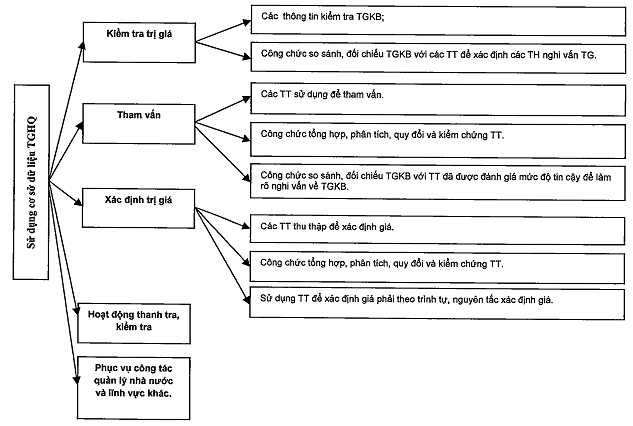 Sử dụng cơ sở dữ liệu TGHQ
Kiểm tra trị giá
Các thông tin kiểm tra TGKB;
Công chức so sánh, đối chiếu TGKB với các TT để xác định các TH nghi vấn TG.
Tham vấn
Các TT sử dụng để tham vấn.
Công chức tổng hợp, phân tích, quy đổi và kiểm chứng TT.
Công chức so sánh, đối chiếu TGKB với TT đã được đánh giá mức độ tin cậy để làm
rõ nghi vấn về TGKB.
Xác định trị giá
Các TT thu thập để xác định giá.
Công chức tổng hợp, phân tích, quy đổi và kiểm chứng TT.
Sử dụng TT để xác định giá phải theo trình tự, nguyên tắc xác định giá.
Hoạt động thanh tra,
kiểm tra
Phục vụ công tác
quản lý nhà nước
và lĩnh vực khác.